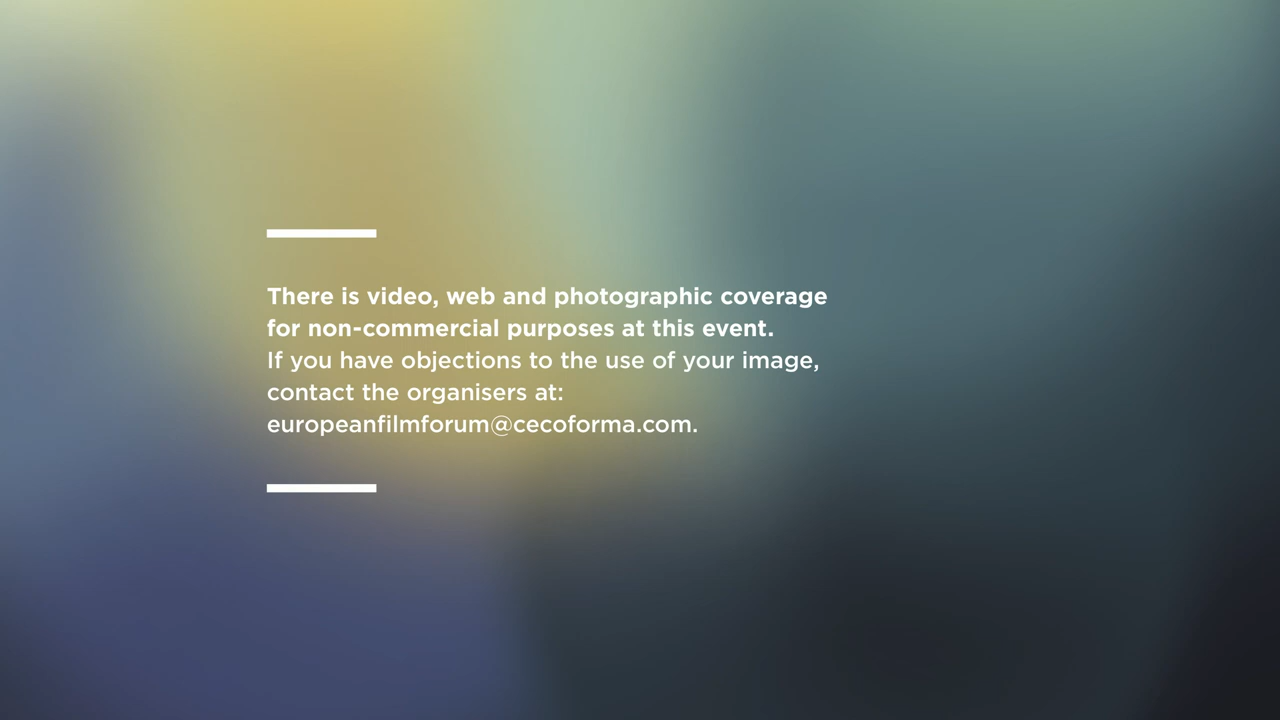 There is video, web and photographic coverage
for non-commercial purposes at this event.
If you have objections to the use of your image,
contact the organisers at:
europeanfilmforum@cecoforma.com.